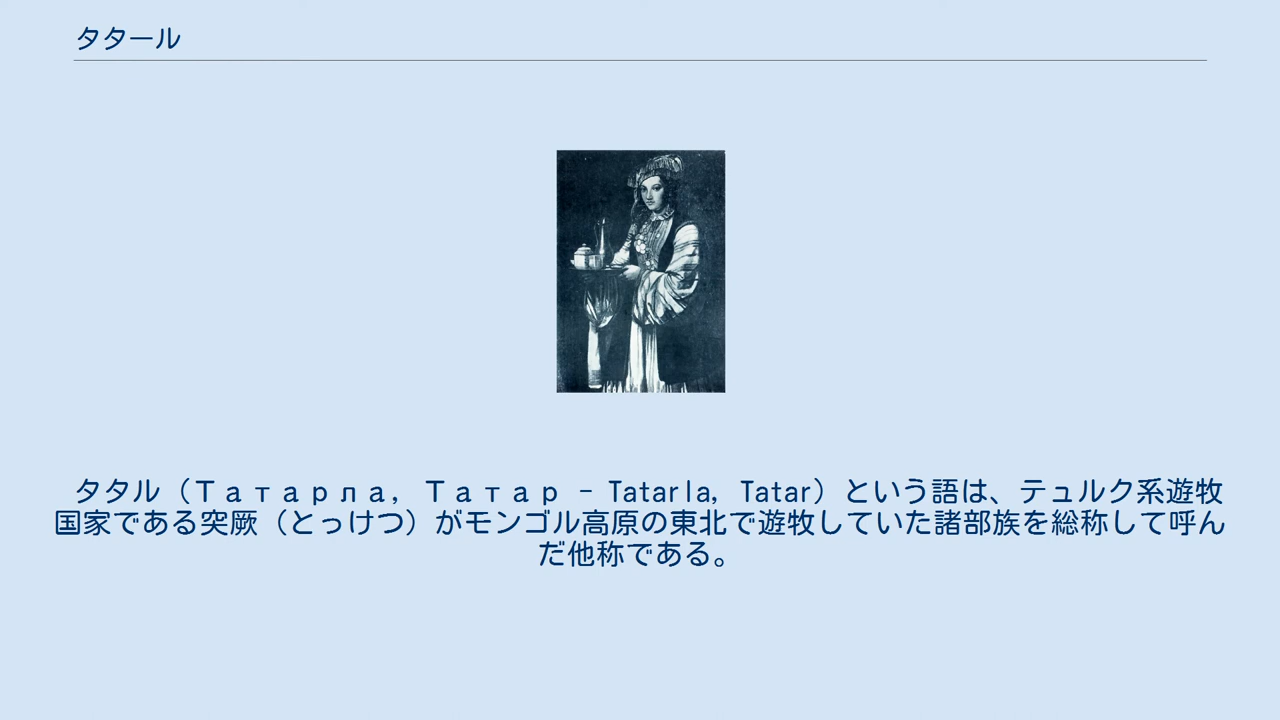 タタール
タタル（Татарла, Татар - Tatarla, Tatar）という語は、テュルク系遊牧
国家である突厥（とっけつ）がモンゴル高原の東北で遊牧していた諸部族を総称して呼ん
だ他称である。